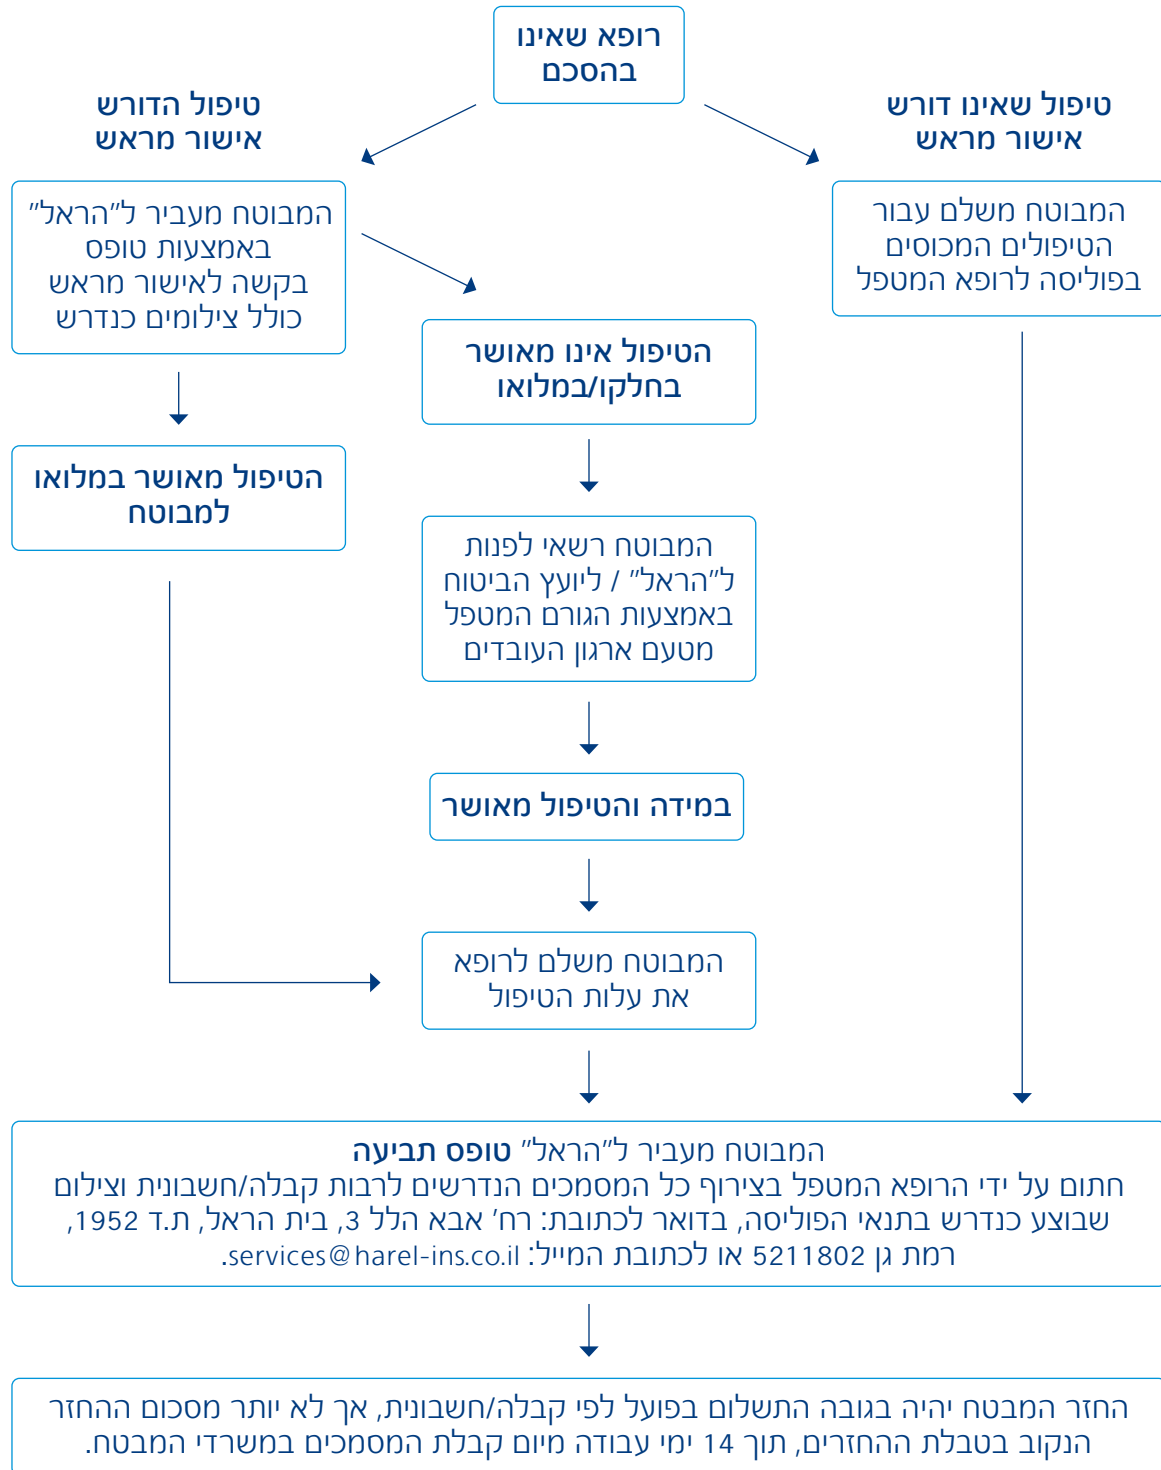 רופא שאינו
בהסכם
טיפול שאינו דורש
אישור מראש
טיפול הדורש
אישור מראש
המבוטח משלם עבור
הטיפולים המכוסים
בפוליסה לרופא המטפל
המבוטח מעביר ל״הראל״
באמצעות טופס
בקשה לאישור מראש
כולל צילומים כנדרש
הטיפול אינו מאושר
בחלקו/במלואו
הטיפול מאושר במלואו
למבוטח
המבוטח רשאי לפנות
ל״הראל״ / ליועץ הביטוח
באמצעות הגורם המטפל
מטעם ארגון העובדים
במידה והטיפול מאושר
המבוטח משלם לרופא
את עלות הטיפול
המבוטח מעביר ל״הראל״ טופס תביעה
חתום על ידי הרופא המטפל בצירוף כל המסמכים הנדרשים לרבות קבלה/חשבונית וצילום
שבוצע כנדרש בתנאי הפוליסה, בדואר לכתובת: רח׳ אבא הלל 3, בית הראל, ת.ד 1952,
רמת גן 5211802 או לכתובת המייל: services@harel-ins.co.il.
החזר המבטח יהיה בגובה התשלום בפועל לפי קבלה/חשבונית, אך לא יותר מסכום ההחזר
הנקוב בטבלת ההחזרים, תוך 14 ימי עבודה מיום קבלת המסמכים במשרדי המבטח.